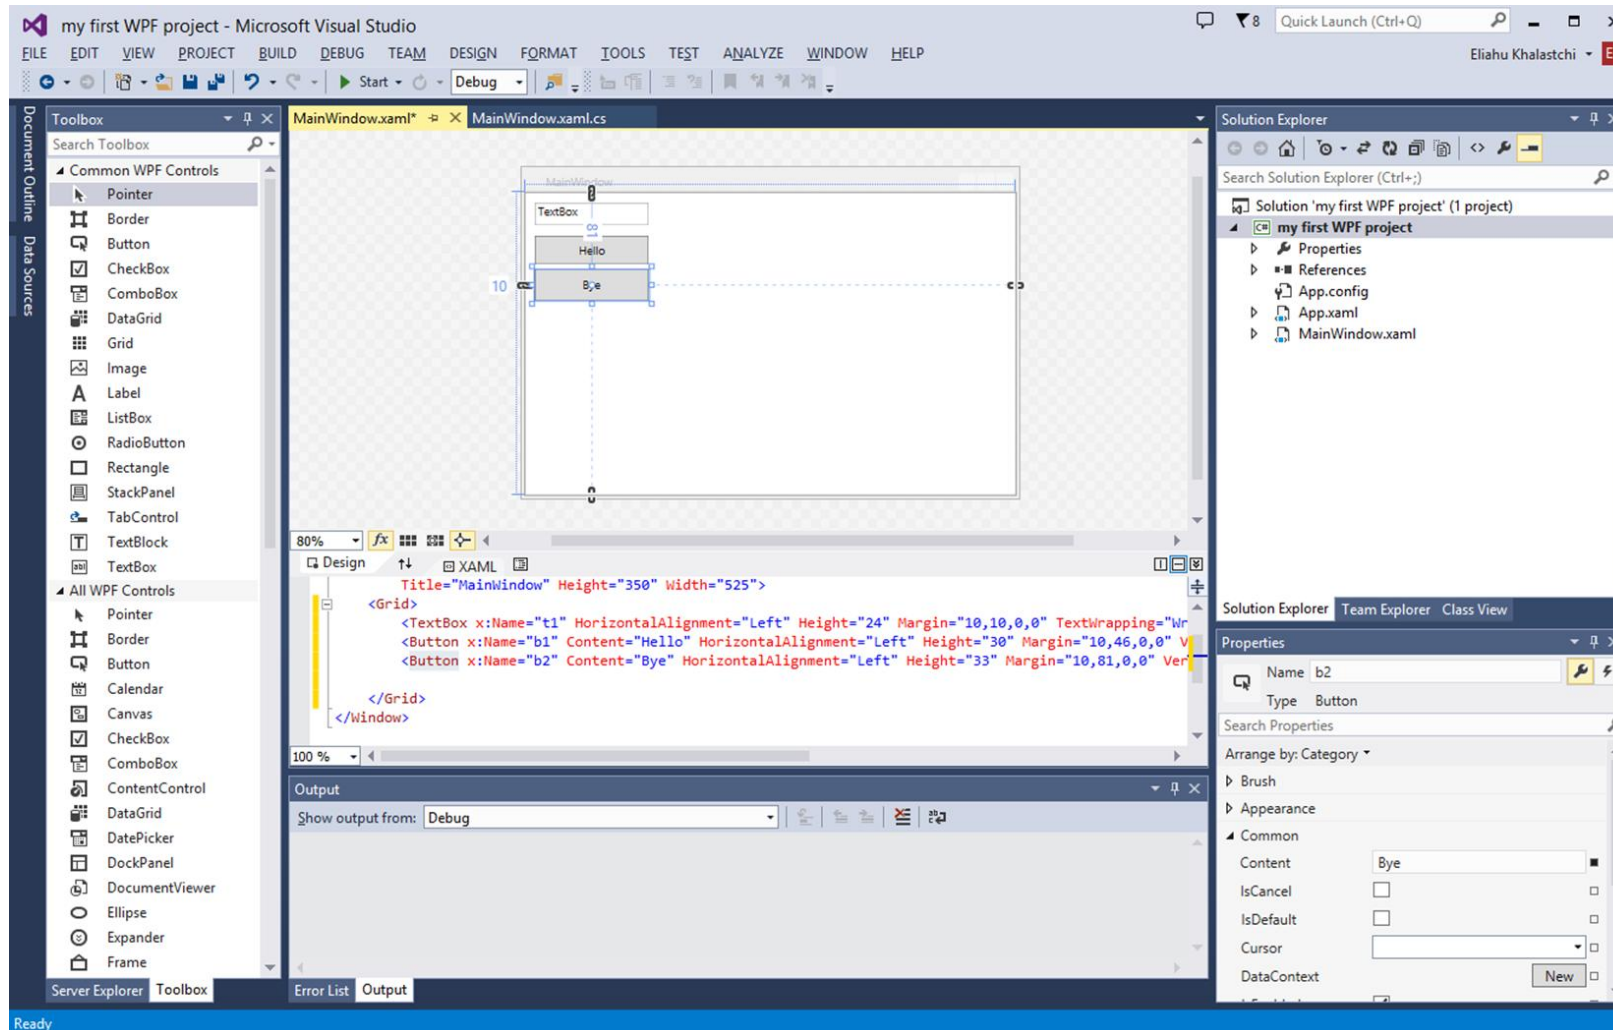 my first WPF project - Microsoft Visual Studio
8
Quick Launch (Ctrl+Q)
FILE EDIT VIEW PROJECT BUILD DEBUG TEAM DESIGN FORMAT TOOLS TEST ANALYZE WINDOW HELP
Eliahu Khalastchi
E
Start
Debug
Document Outline
Data Sources
Toolbox
Search Toolbox
Common WPF Controls
Pointer
Border
Button
CheckBox
ComboBox
DataGrid
Grid
Image
Label
ListBox
RadioButton
Rectangle
StackPanel
TabControl
TextBlock
TextBox
All WPF Controls
Pointer
Border
Button
Calendar
Canvas
CheckBox
ComboBox
ContentControl
DataGrid
DatePicker
DockPanel
DocumentViewer
Ellipse
Expander
Frame
Server Explorer Toolbox
MainWindow.xaml* MainWindow.xaml.cs
MainWindow
TextBox
81
Hello
10
Bye
80%
fx
Design
XAML
Title="MainWindow" Height="350" Width="525">
<Grid>
<TextBox x:Name="t1" HorizontalAlignment="Left" Height="24" Margin="10,10,0,0" TextWrapping="Wr
<Button x:Name="b1" Content="Hello" HorizontalAlignment="Left" Height="30" Margin="10,46,0,0" V
<Button x:Name="b2" Content="Bye" HorizontalAlignment="Left" Height="33" Margin="10,81,0,0" Ver
</Grid>
</Window>
100 %
Output
Show output from: Debug
Error List Output
Solution Explorer
Search Solution Explorer (Ctrl+;)
Solution 'my first WPF project' (1 project)
C# my first WPF project
Properties
References
App.config
App.xaml
MainWindow.xaml
Solution Explorer Team Explorer Class View
Properties
Name b2
Type Button
Search Properties
Arrange by: Category
Brush
Appearance
Common
Content Bye
IsCancel
IsDefault
Cursor
DataContext New
Ready